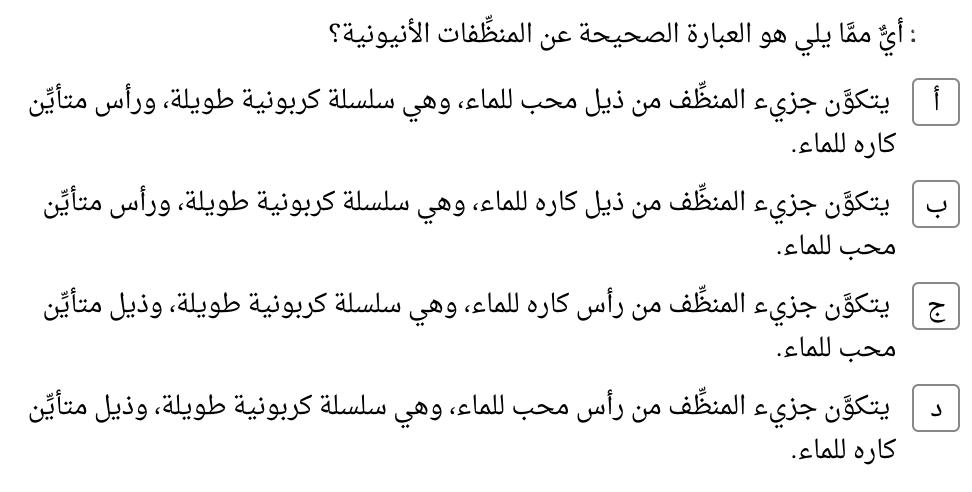 : أيٌّ ممَّا يلي هو العبارة الصحيحة عن المنظِّفات الأنيونية؟
أ يتكوَّن جزيء المنظِّف من ذيل محب للماء، وهي سلسلة كربونية طويلة، ورأس متأيِّن
كاره للماء.
ب يتكوَّن جزيء المنظِّف من ذيل كاره للماء، وهي سلسلة كربونية طويلة، ورأس متأيِّن
محب للماء.
ج يتكوَّن جزيء المنظِّف من رأس كاره للماء، وهي سلسلة كربونية طويلة، وذيل متأيِّن
محب للماء.
د يتكوَّن جزيء المنظِّف من رأس محب للماء، وهي سلسلة كربونية طويلة، وذيل متأيِّن
كاره للماء.